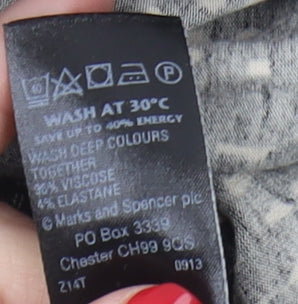 40
P
WASH AT 30°C
SAVE UP TO 40% ENERGY
WASH DEEP COLOURS
TOGETHER
96% VISCOSE
4% ELASTANE
© Marks and Spencer plc
PO Box 3339
Chester CH99 9QS
Z14T 0913